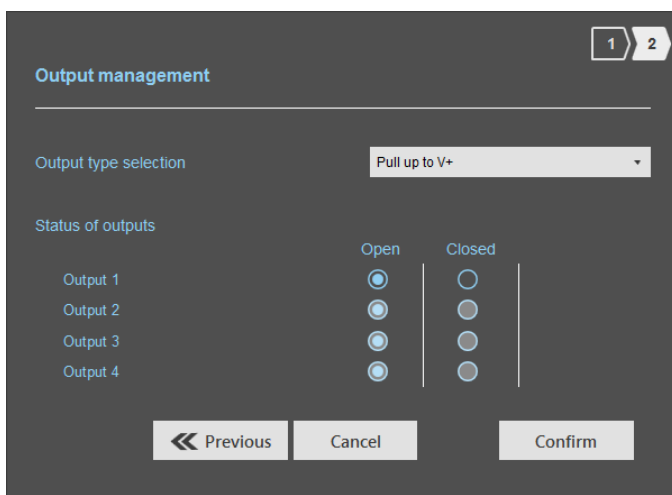 1 2
Output management
Output type selection Pull up to V+
Status of outputs
Open Closed
Output 1
Output 2
Output 3
Output 4
Previous Cancel Confirm